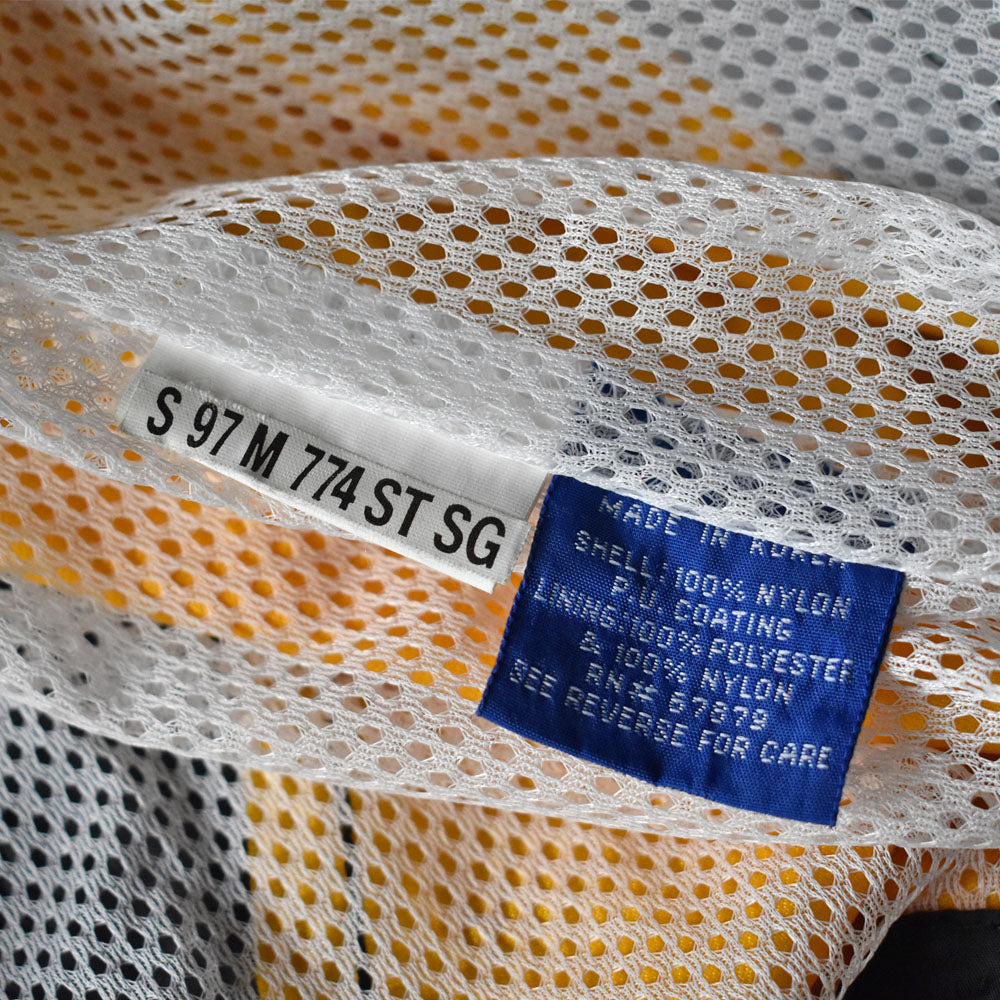 S 97 M 774 ST SG
MADE IN KOREA
SHELL: 100% NYLON
P.U. COATING
LINING: 100% POLYESTER
& 100% NYLON
RN# 67879
SEE REVERSE FOR CARE